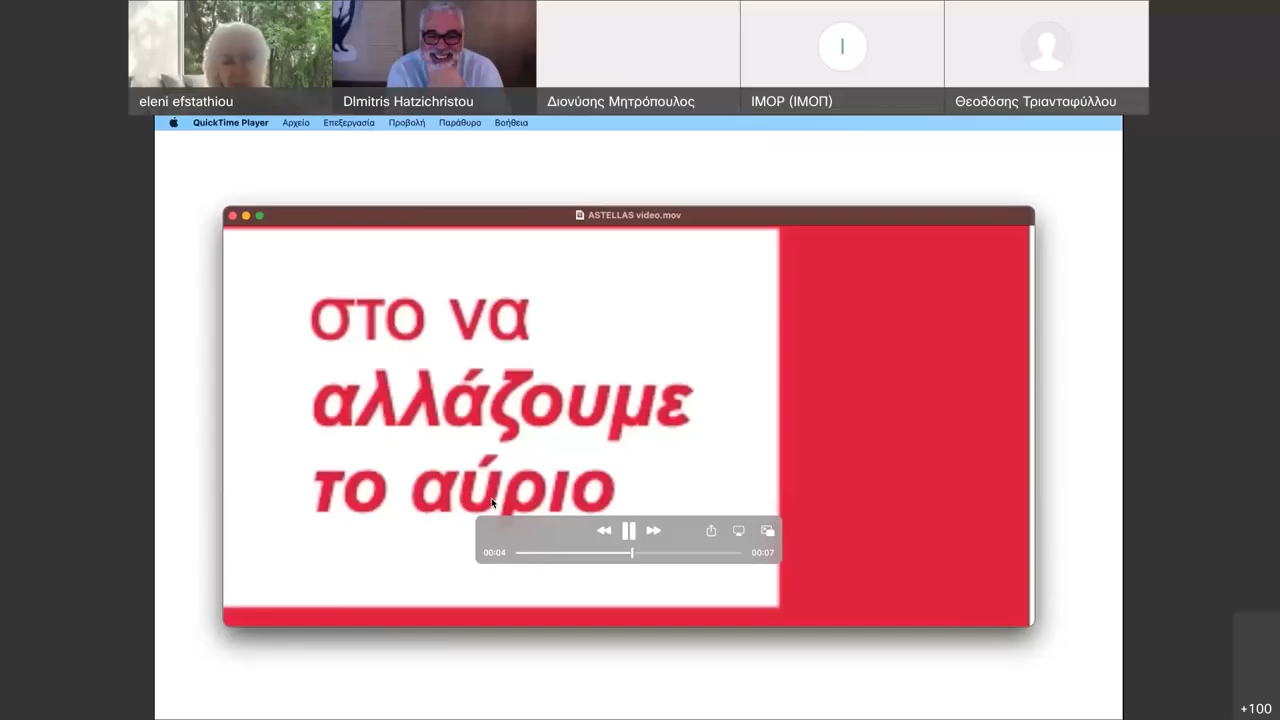 eleni efstathiou
DImitris Hatzichristou
Διονύσης Μητρόπουλος
I
IMOP (ΙΜΟΠ)
Θεοδόσης Τριανταφύλλου
QuickTime Player Αρχείο Επεξεργασία Προβολή Παράθυρο Βοήθεια
ASTELLAS video.mov
στο να
αλλάζουμε
το αύριο
00:04 00:07
+100